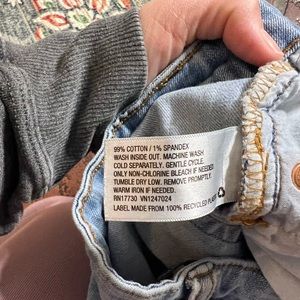 99% COTTON / 1% SPANDEX
WASH INSIDE OUT. MACHINE WASH
COLD SEPARATELY. GENTLE CYCLE.
ONLY NON-CHLORINE BLEACH IF NEEDED
TUMBLE DRY LOW. REMOVE PROMPTLY.
WARM IRON IF NEEDED.
RN17730 VN1247024
LABEL MADE FROM 100% RECYCLED